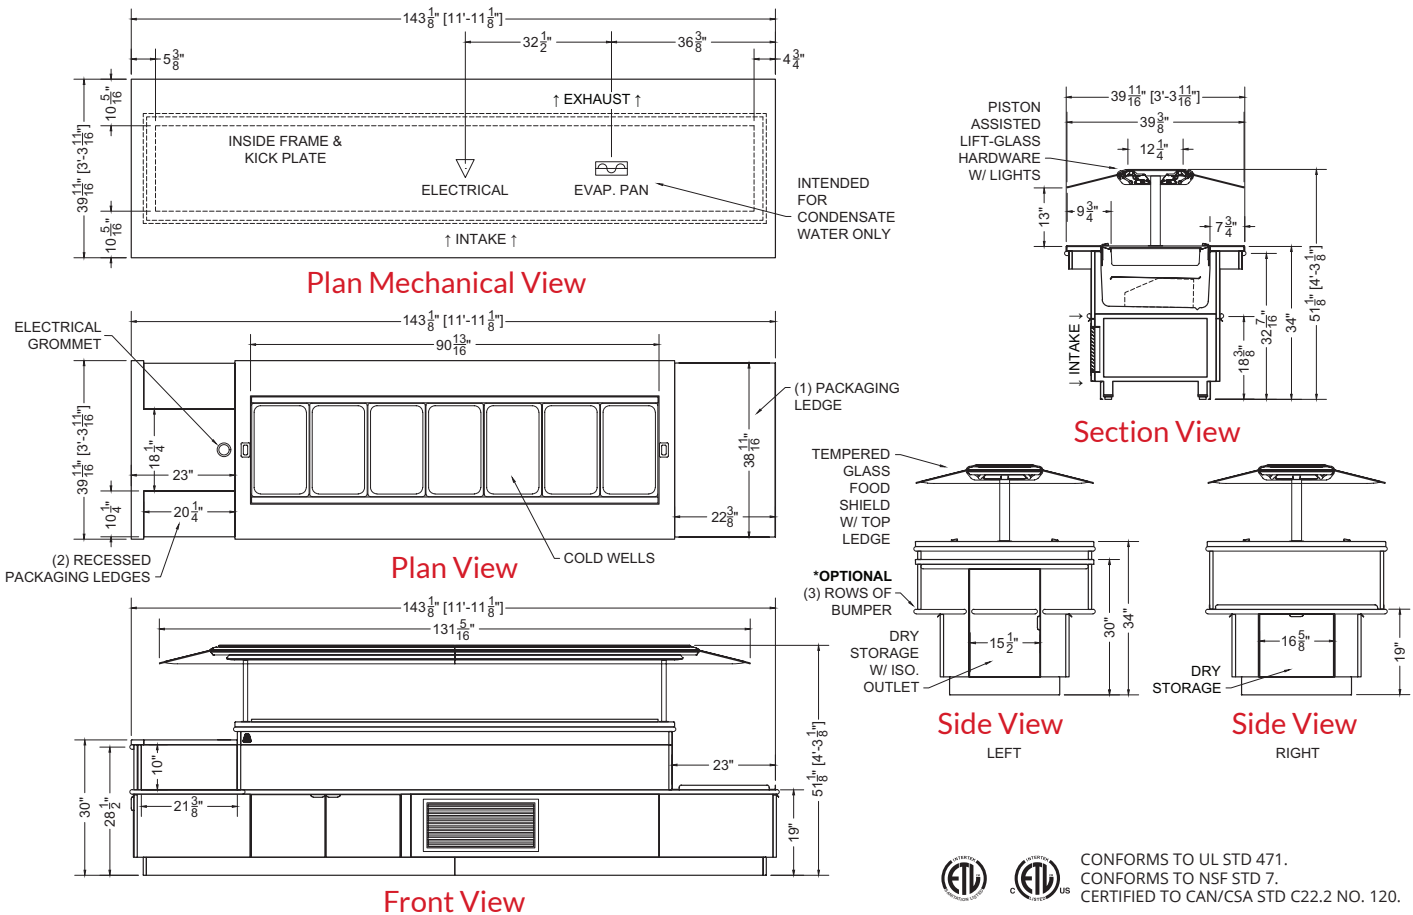 143 1/8" [11'-11 1/8"]
32 1/2"
36 3/8"
5 3/8"
4 3/4"
10 5/16"
39 11/16" [3'-3 11/16"]
10 5/16"
↑ EXHAUST ↑
INSIDE FRAME &
KICK PLATE
ELECTRICAL
EVAP. PAN
↑ INTAKE ↑
INTENDED
FOR
CONDENSATE
WATER ONLY
Plan Mechanical View
ELECTRICAL
GROMMET
143 1/8" [11'-11 1/8"]
90 13/16"
39 11/16" [3'-3 11/16"]
18 1/4"
23"
10 1/4"
20 1/4"
38 11/16"
22 3/8"
(1) PACKAGING
LEDGE
(2) RECESSED
PACKAGING LEDGES
COLD WELLS
Plan View
143 1/8" [11'-11 1/8"]
131 5/16"
51 1/8" [4'-3 1/8"]
30"
28 1/2"
10"
21 3/8"
23"
19"
Front View
PISTON
ASSISTED
LIFT-GLASS
HARDWARE
W/ LIGHTS
39 11/16" [3'-3 11/16"]
39 3/8"
12 1/4"
13"
9 3/4"
7 3/4"
→ INTAKE →
18 3/8"
32 7/16"
34"
51 1/8" [4'-3 1/8"]
Section View
TEMPERED
GLASS
FOOD
SHIELD
W/ TOP
LEDGE
*OPTIONAL
(3) ROWS OF
BUMPER
DRY
STORAGE
W/ ISO.
OUTLET
15 1/2"
30"
34"
Side View
LEFT
16 5/8"
19"
DRY
STORAGE
Side View
RIGHT
INTERTEK
ETL
SANITATION LISTED
INTERTEK
C ETL US
LISTED
CONFORMS TO UL STD 471.
CONFORMS TO NSF STD 7.
CERTIFIED TO CAN/CSA STD C22.2 NO. 120.